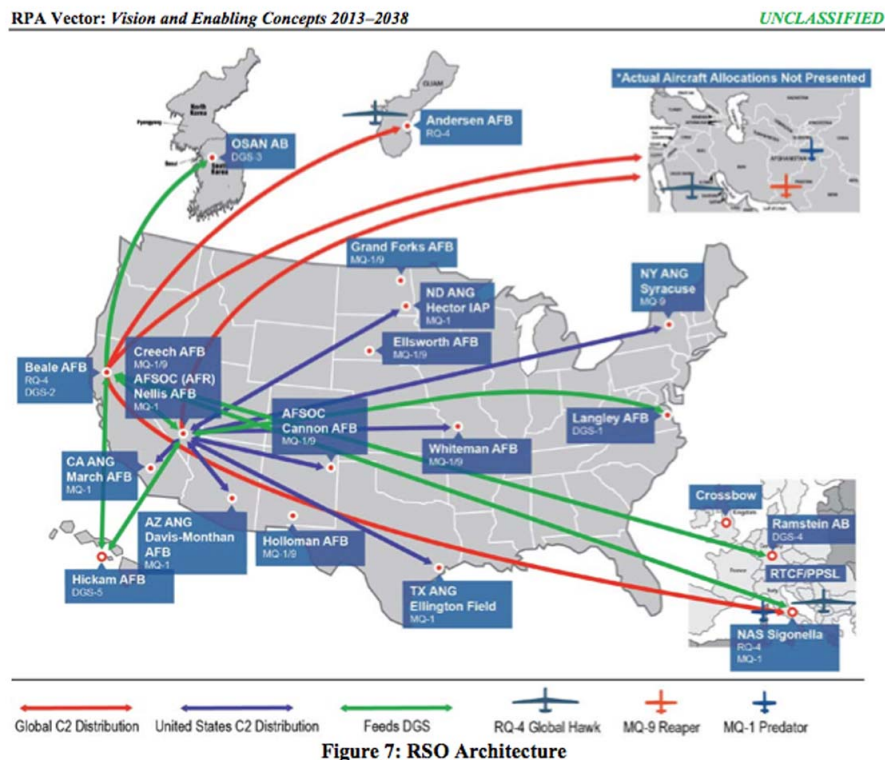 RPA Vector: Vision and Enabling Concepts 2013–2038
UNCLASSIFIED
*Actual Aircraft Allocations Not Presented
North
Korea
Pyongyang
Seoul
South
Korea
OSAN AB
DGS-3
GUAM
Andersen AFB
RQ-4
AFGHANISTAN
Grand Forks AFB
MQ-1/9
ND ANG
Hector IAP
MQ-1
NY ANG
Syracuse
MQ-9
Ellsworth AFB
MQ-1/9
Beale AFB
RQ-4
DGS-2
Creech AFB
MQ-1/9
AFSOC (AFR)
Nellis AFB
MQ-1
AFSOC
Cannon AFB
MQ-1/9
Whiteman AFB
MQ-1/9
Langley AFB
DGS-1
CA ANG
March AFB
MQ-1
AZ ANG
Davis-Monthan
AFB
MQ-1
Holloman AFB
MQ-1/9
TX ANG
Ellington Field
MQ-1
Hickam AFB
DGS-5
Crossbow
Kingdom
Ramstein AB
DGS-4
France
RTCF/PPSL
Italy
NAS Sigonella
RQ-4
MQ-1
Global C2 Distribution
United States C2 Distribution
Feeds DGS
RQ-4 Global Hawk
MQ-9 Reaper
MQ-1 Predator
Figure 7: RSO Architecture